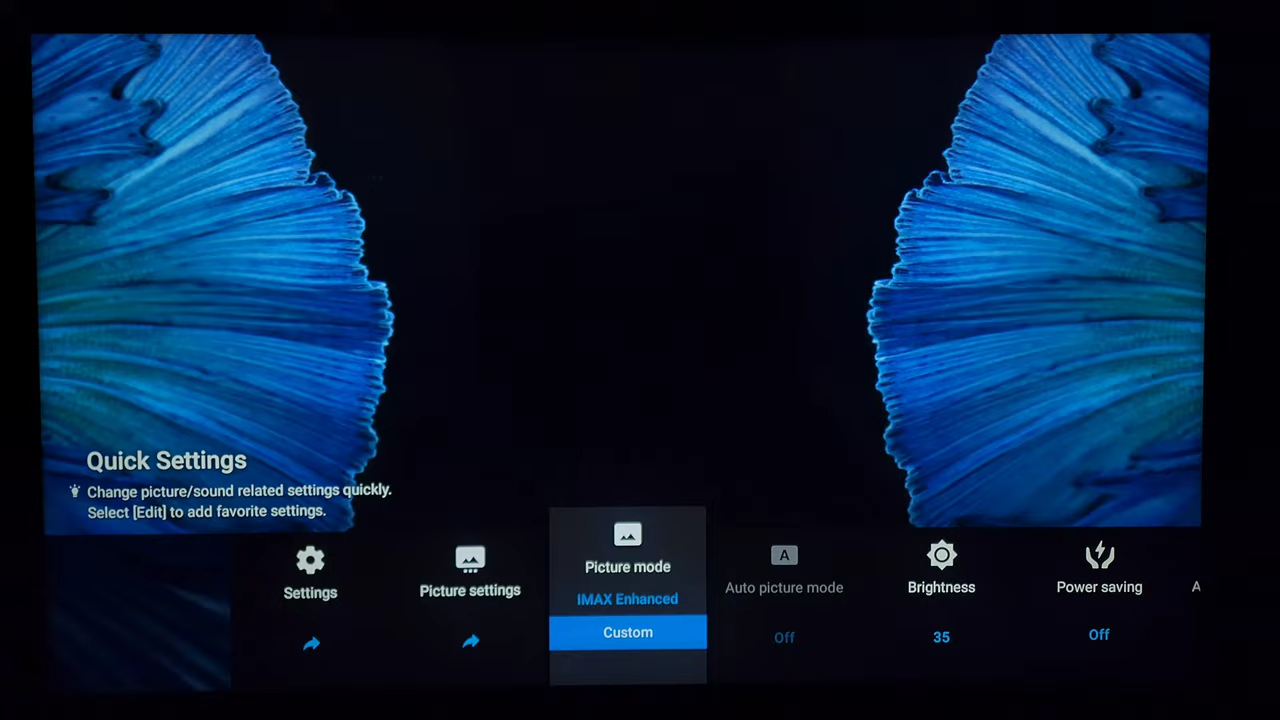 Quick Settings
Change picture/sound related settings quickly.
Select [Edit] to add favorite settings.
Settings
Picture settings
Picture mode
IMAX Enhanced
Custom
A
Auto picture mode
Off
Brightness
35
Power saving
Off
A